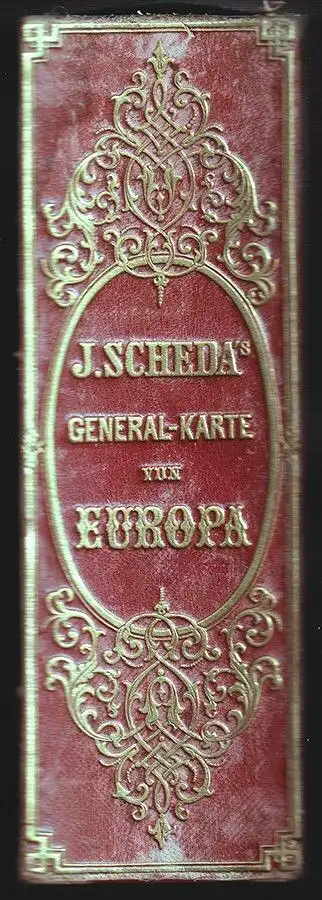 J. SCHEDA's
GENERAL-KARTE
VON
EUROPA